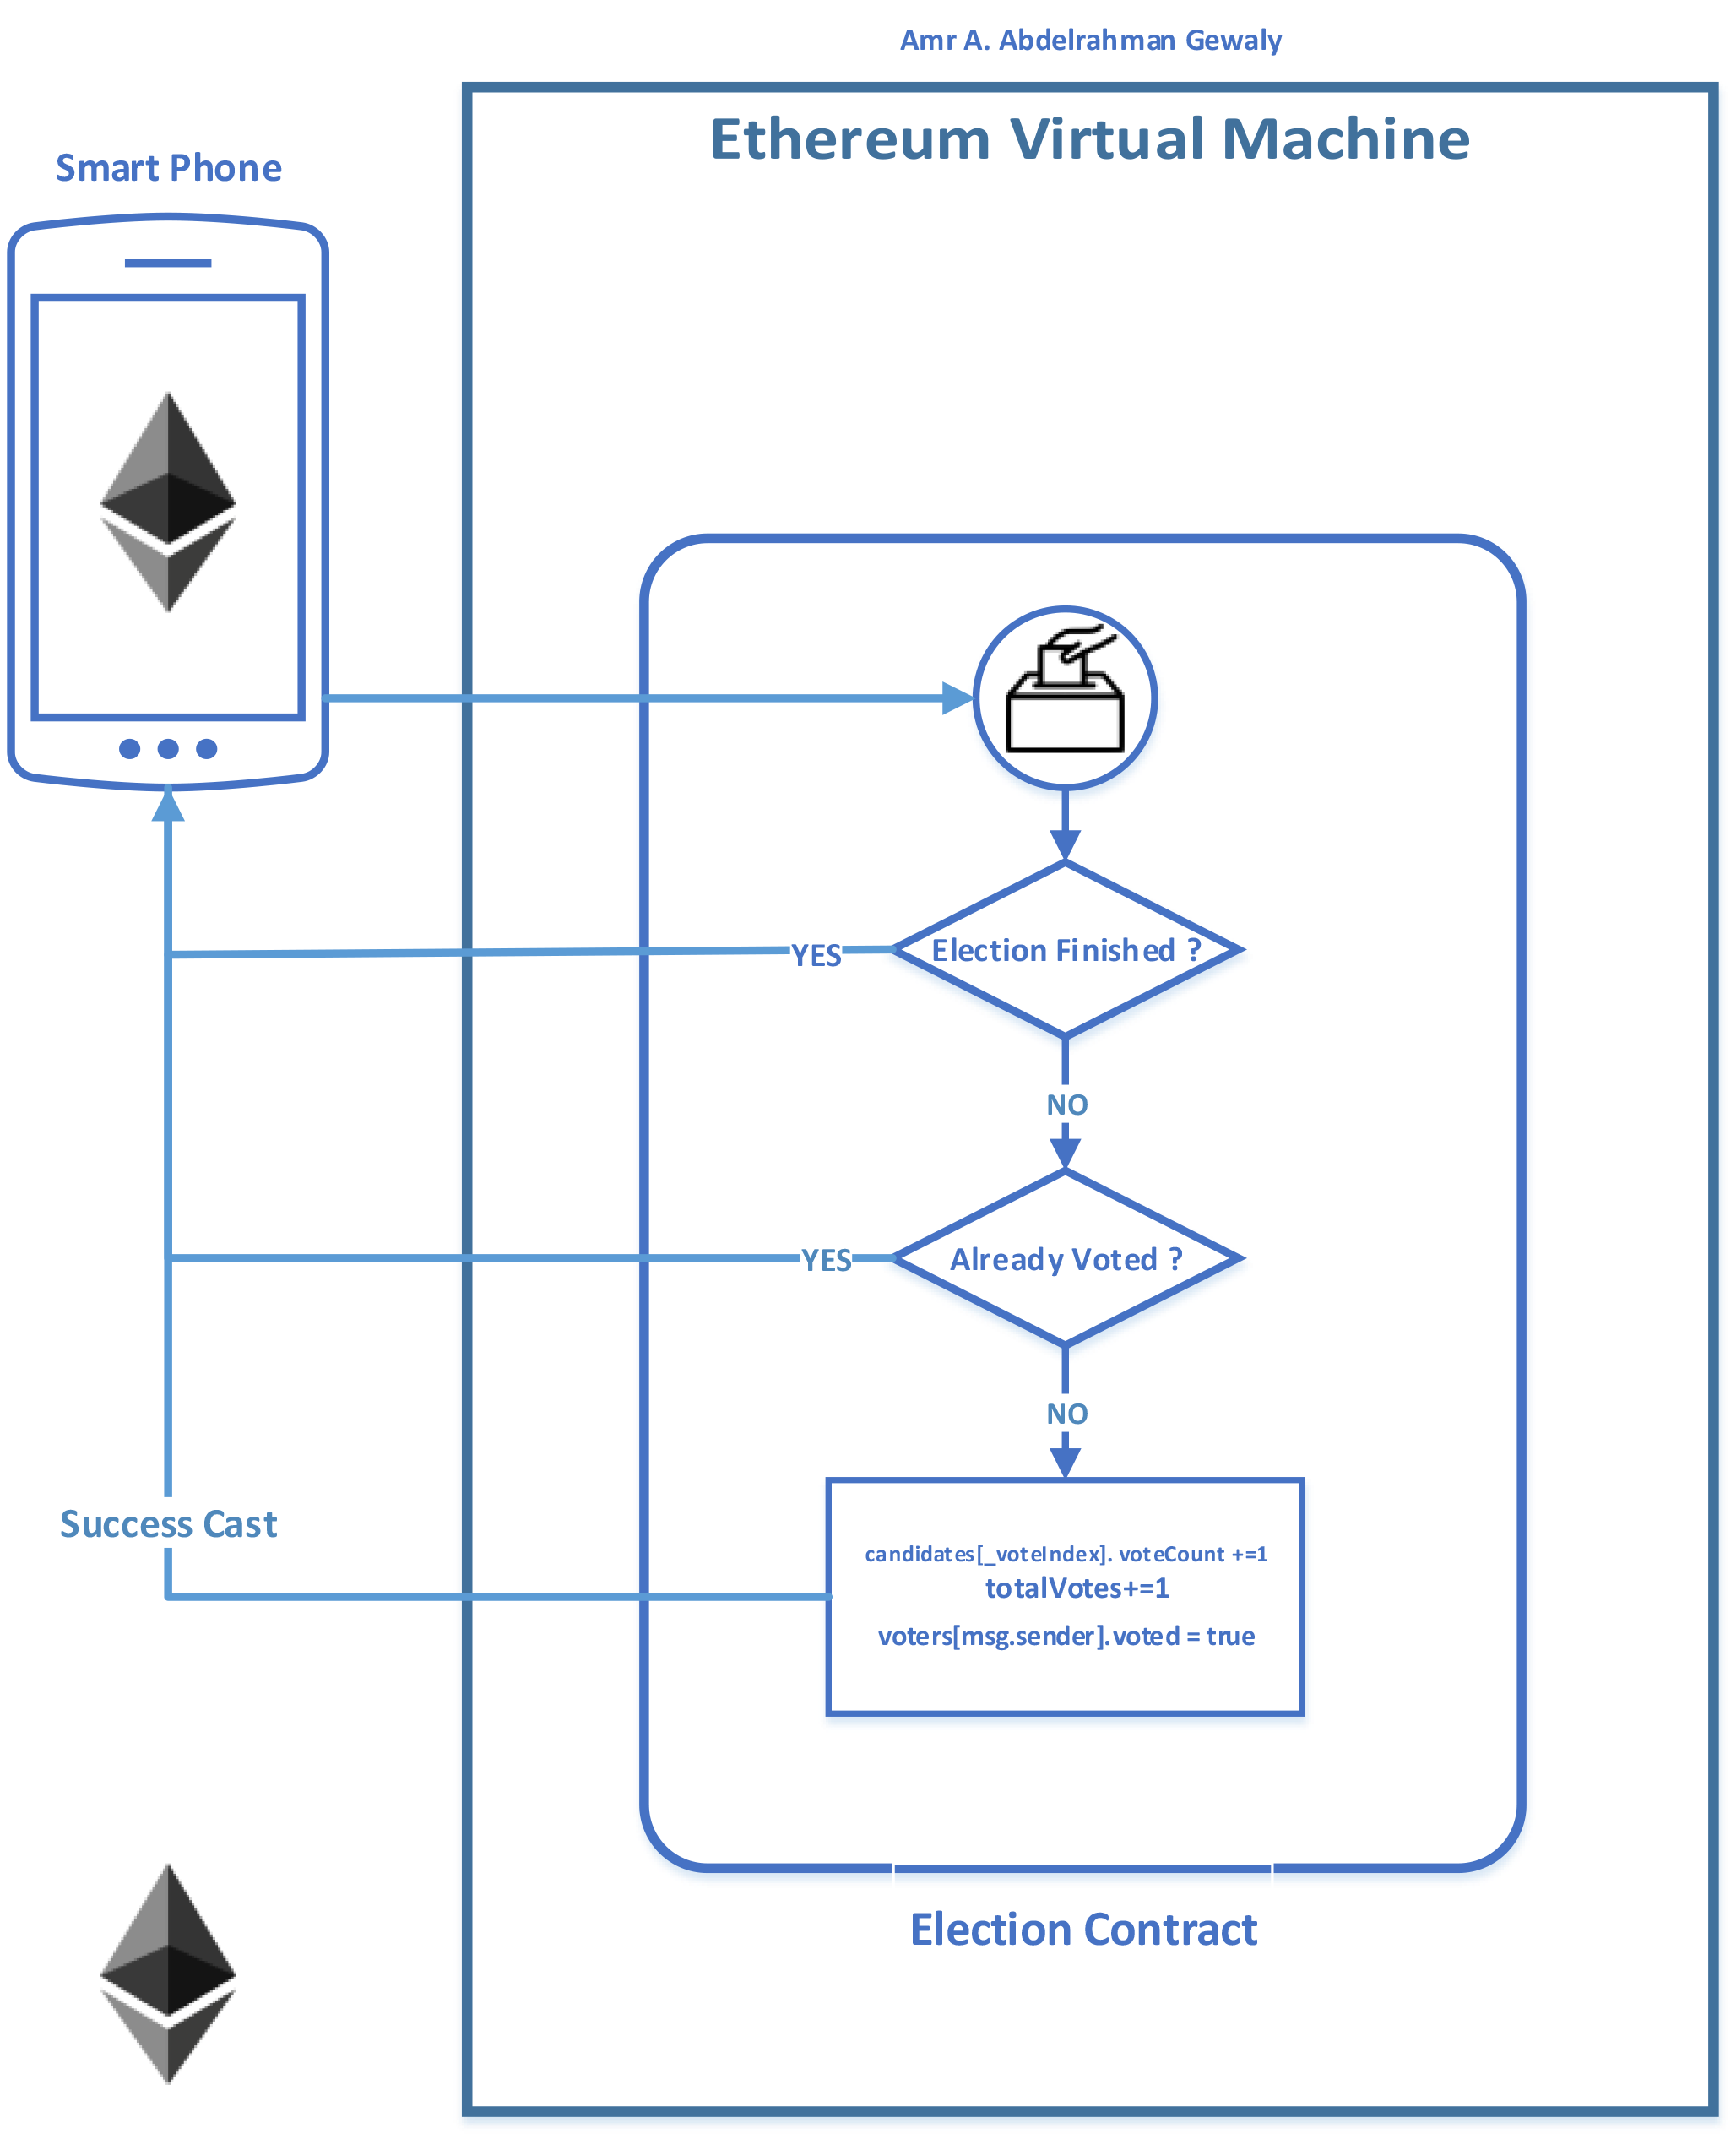 Amr A. Abdelrahman Gewaly
Ethereum Virtual Machine
Smart Phone
Election Finished ?
YES
NO
Already Voted ?
YES
NO
Success Cast
candidates[_voteIndex]. voteCount +=1
totalVotes+=1
voters[msg.sender].voted = true
Election Contract